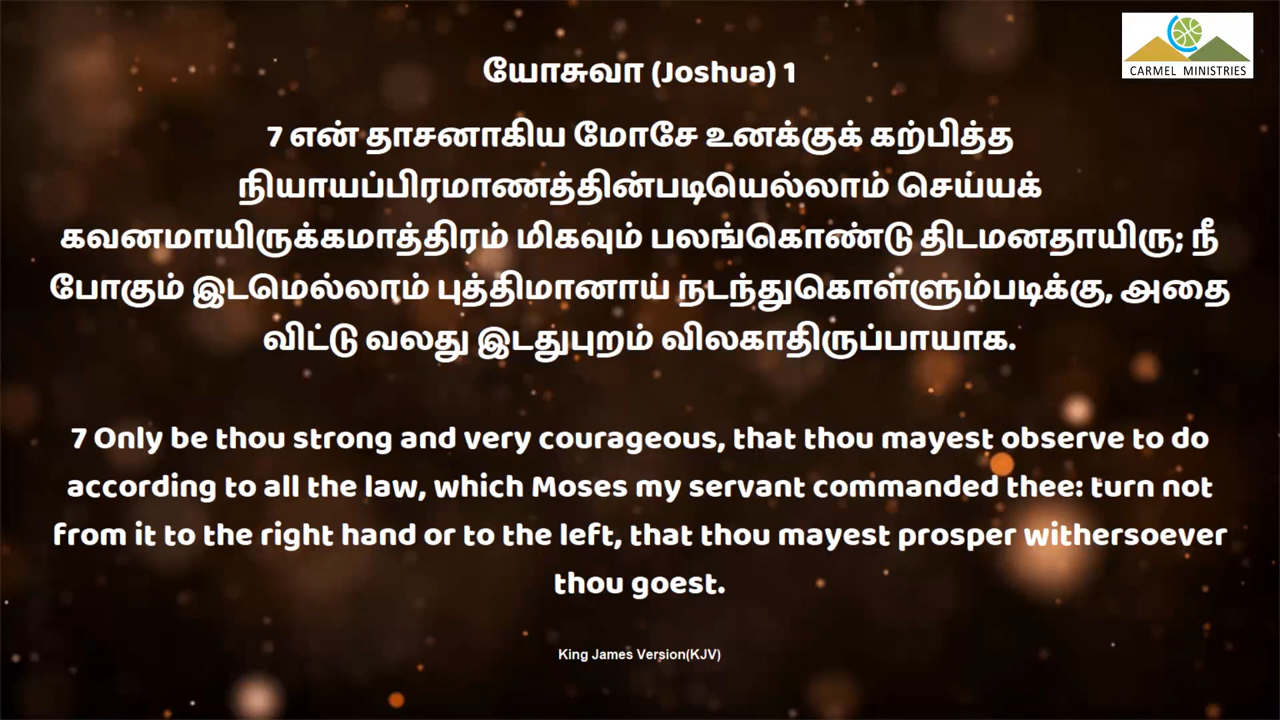 CARMEL MINISTRIES
யோசுவா (Joshua) 1
7 என் தாசனாகிய மோசே உனக்குக் கற்பித்த
நியாயப்பிரமாணத்தின்படியெல்லாம் செய்யக்
கவனமாயிருக்கமாத்திரம் மிகவும் பலங்கொண்டு திடமனதாயிரு; நீ
போகும் இடமெல்லாம் புத்திமானாய் நடந்துகொள்ளும்படிக்கு, அதை
விட்டு வலது இடதுபுறம் விலகாதிருப்பாயாக.
7 Only be thou strong and very courageous, that thou mayest observe to do
according to all the law, which Moses my servant commanded thee: turn not
from it to the right hand or to the left, that thou mayest prosper withersoever
thou goest.
King James Version(KJV)